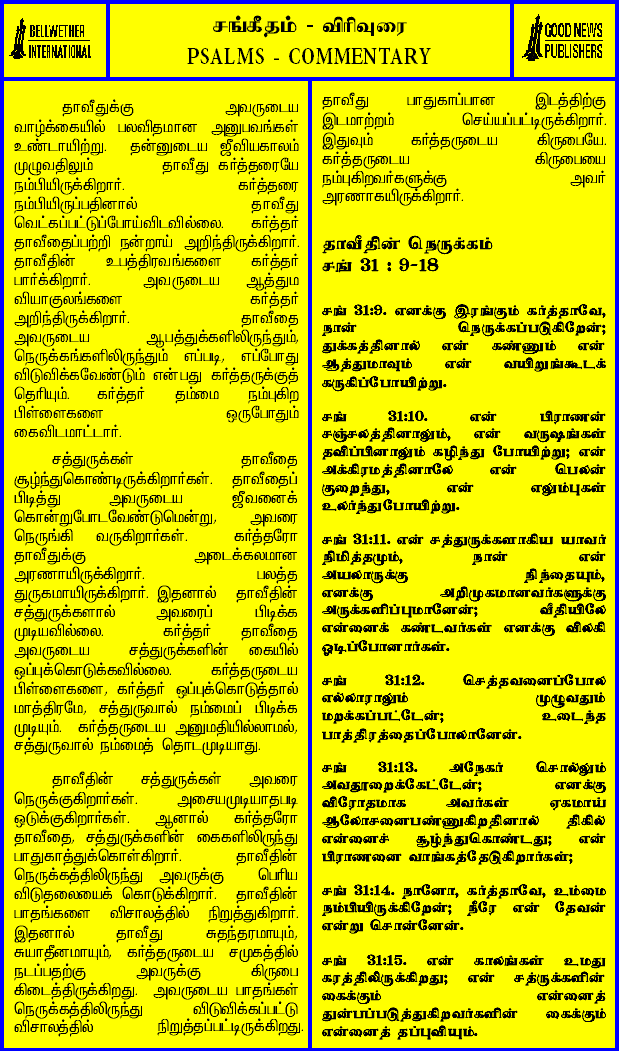 BELLWETHER
INTERNATIONAL
சங்கீதம் - விரிவுரை
PSALMS - COMMENTARY
GOOD NEWS
PUBLISHERS
தாவீதுக்கு அவருடைய
வாழ்க்கையில் பலவிதமான அனுபவங்கள்
உண்டாயிற்று. தன்னுடைய ஜீவியகாலம்
முழுவதிலும் தாவீது கர்த்தரையே
நம்பியிருக்கிறார். கர்த்தரை
நம்பியிருப்பதினால் தாவீது
வெட்கப்பட்டுப்போய்விடவில்லை. கர்த்தர்
தாவீதைப்பற்றி நன்றாய் அறிந்திருக்கிறார்.
தாவீதின் உபத்திரவங்களை கர்த்தர்
பார்க்கிறார். அவருடைய ஆத்தும
வியாகுலங்களை கர்த்தர்
அறிந்திருக்கிறார். தாவீதை
அவருடைய ஆபத்துக்களிலிருந்தும்,
நெருக்கங்களிலிருந்தும் எப்படி, எப்போது
விடுவிக்கவேண்டும் என்பது கர்த்தருக்குத்
தெரியும். கர்த்தர் தம்மை நம்புகிற
பிள்ளைகளை ஒருபோதும்
கைவிடமாட்டார்.
சத்துருக்கள் தாவீதை
சூழ்ந்துகொண்டிருக்கிறார்கள். தாவீதைப்
பிடித்து அவருடைய ஜீவனைக்
கொன்றுபோடவேண்டுமென்று, அவரை
நெருங்கி வருகிறார்கள். கர்த்தரோ
தாவீதுக்கு அடைக்கலமான
அரணாயிருக்கிறார். பலத்த
துருகமாயிருக்கிறார். இதனால் தாவீதின்
சத்துருக்களால் அவரைப் பிடிக்க
முடியவில்லை. கர்த்தர் தாவீதை
அவருடைய சத்துருக்களின் கையில்
ஒப்புக்கொடுக்கவில்லை. கர்த்தருடைய
பிள்ளைகளை, கர்த்தர் ஒப்புக்கொடுத்தால்
மாத்திரமே, சத்துருவால் நம்மைப் பிடிக்க
முடியும். கர்த்தருடைய அனுமதியில்லாமல்,
சத்துருவால் நம்மைத் தொடமுடியாது.
தாவீதின் சத்துருக்கள் அவரை
நெருக்குகிறார்கள். அசையமுடியாதபடி
ஒடுக்குகிறார்கள். ஆனால் கர்த்தரோ
தாவீதை, சத்துருக்களின் கைகளிலிருந்து
பாதுகாத்துக்கொள்கிறார். தாவீதின்
நெருக்கத்திலிருந்து அவருக்கு பெரிய
விடுதலையைக் கொடுக்கிறார். தாவீதின்
பாதங்களை விசாலத்தில் நிறுத்துகிறார்.
இதனால் தாவீது சுதந்தரமாயும்,
சுயாதீனமாயும், கர்த்தருடைய சமுகத்தில்
நடப்பதற்கு அவருக்கு கிருபை
கிடைத்திருக்கிறது. அவருடைய பாதங்கள்
நெருக்கத்திலிருந்து விடுவிக்கப்பட்டு
விசாலத்தில் நிறுத்தப்பட்டிருக்கிறது.
தாவீது பாதுகாப்பான இடத்திற்கு
இடமாற்றம் செய்யப்பட்டிருக்கிறார்.
இதுவும் கர்த்தருடைய கிருபையே.
கர்த்தருடைய கிருபையை
நம்புகிறவர்களுக்கு அவர்
அரணாகயிருக்கிறார்.
தாவீதின் நெருக்கம்
சங் 31 : 9-18
சங் 31:9. எனக்கு இரங்கும் கர்த்தாவே,
நான் நெருக்கப்படுகிறேன்;
துக்கத்தினால் என் கண்ணும் என்
ஆத்துமாவும் என் வயிறுங்கூடக்
கருகிப்போயிற்று.
சங் 31:10. என் பிராணன்
சஞ்சலத்தினாலும், என் வருஷங்கள்
தவிப்பினாலும் கழிந்து போயிற்று; என்
அக்கிரமத்தினாலே என் பெலன்
குறைந்து, என் எலும்புகள்
உலர்ந்துபோயிற்று.
சங் 31:11. என் சத்துருக்களாகிய யாவர்
நிமித்தமும், நான் என்
அயலாருக்கு நிந்தையும்,
எனக்கு அறிமுகமானவர்களுக்கு
அருக்களிப்புமானேன்; வீதியிலே
என்னைக் கண்டவர்கள் எனக்கு விலகி
ஓடிப்போனார்கள்.
சங் 31:12. செத்தவனைப்போல
எல்லாராலும் முழுவதும்
மறக்கப்பட்டேன்; உடைந்த
பாத்திரத்தைப்போலானேன்.
சங் 31:13. அநேகர் சொல்லும்
அவதூறைக்கேட்டேன்; எனக்கு
விரோதமாக அவர்கள் ஏகமாய்
ஆலோசனைபண்ணுகிறதினால் திகில்
என்னைச் சூழ்ந்துகொண்டது; என்
பிராணனை வாங்கத்தேடுகிறார்கள்;
சங் 31:14. நானோ, கர்த்தாவே, உம்மை
நம்பியிருக்கிறேன்; நீரே என் தேவன்
என்று சொன்னேன்.
சங் 31:15. என் காலங்கள் உமது
கரத்திலிருக்கிறது; என் சத்ருக்களின்
கைக்கும் என்னைத்
துன்பப்படுத்துகிறவர்களின் கைக்கும்
என்னைத் தப்புவியும்.